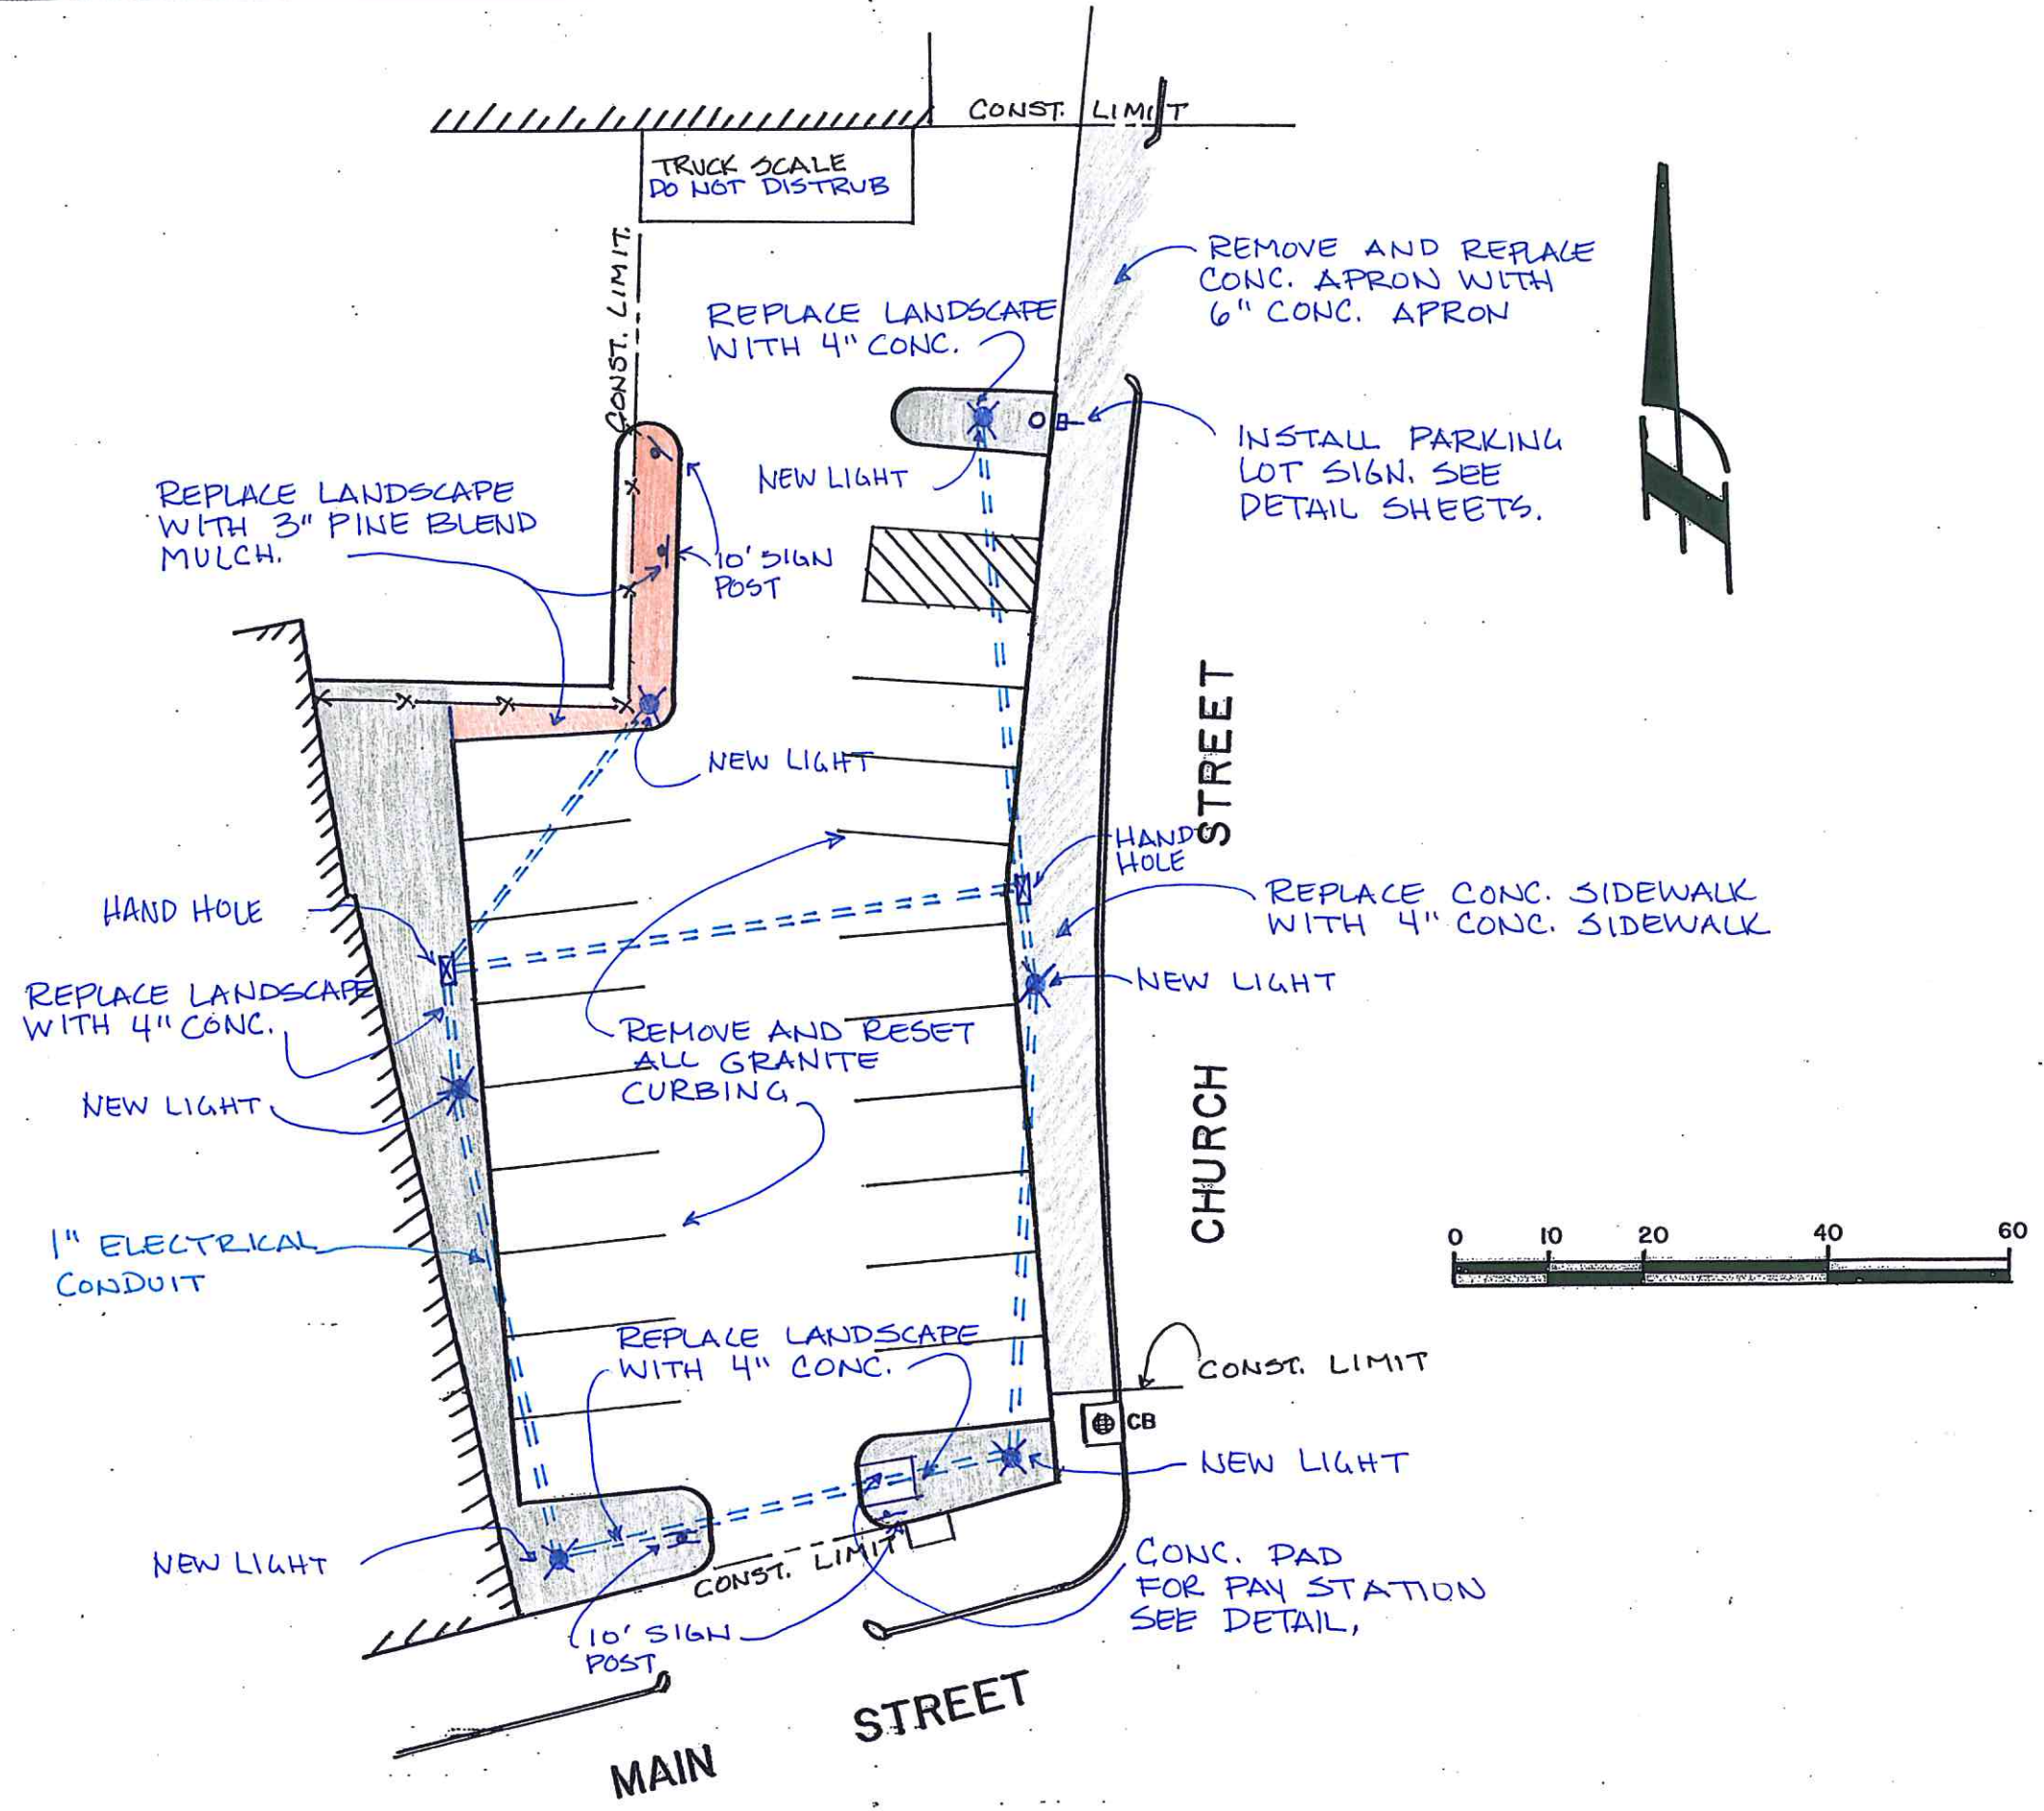 CONST. LIMIT
TRUCK SCALE
DO NOT DISTRUB
CONST. LIMIT.
REMOVE AND REPLACE
CONC. APRON WITH
6" CONC. APRON
REPLACE LANDSCAPE
WITH 4" CONC.
INSTALL PARKING
LOT SIGN. SEE
DETAIL SHEETS.
NEW LIGHT
REPLACE LANDSCAPE
WITH 3" PINE BLEND
MULCH.
10' SIGN
POST
NEW LIGHT
STREET
HAND
HOLE
HAND HOLE
REPLACE CONC. SIDEWALK
WITH 4" CONC. SIDEWALK
NEW LIGHT
REPLACE LANDSCAPE
WITH 4" CONC.
REMOVE AND RESET
ALL GRANITE
CURBING
NEW LIGHT
CHURCH
1" ELECTRICAL
CONDUIT
0 10 20 40 60
REPLACE LANDSCAPE
WITH 4" CONC.
CONST. LIMIT
CB
NEW LIGHT
NEW LIGHT
CONST. LIMIT
CONC. PAD
FOR PAY STATION
SEE DETAIL,
10' SIGN
POST
MAIN STREET